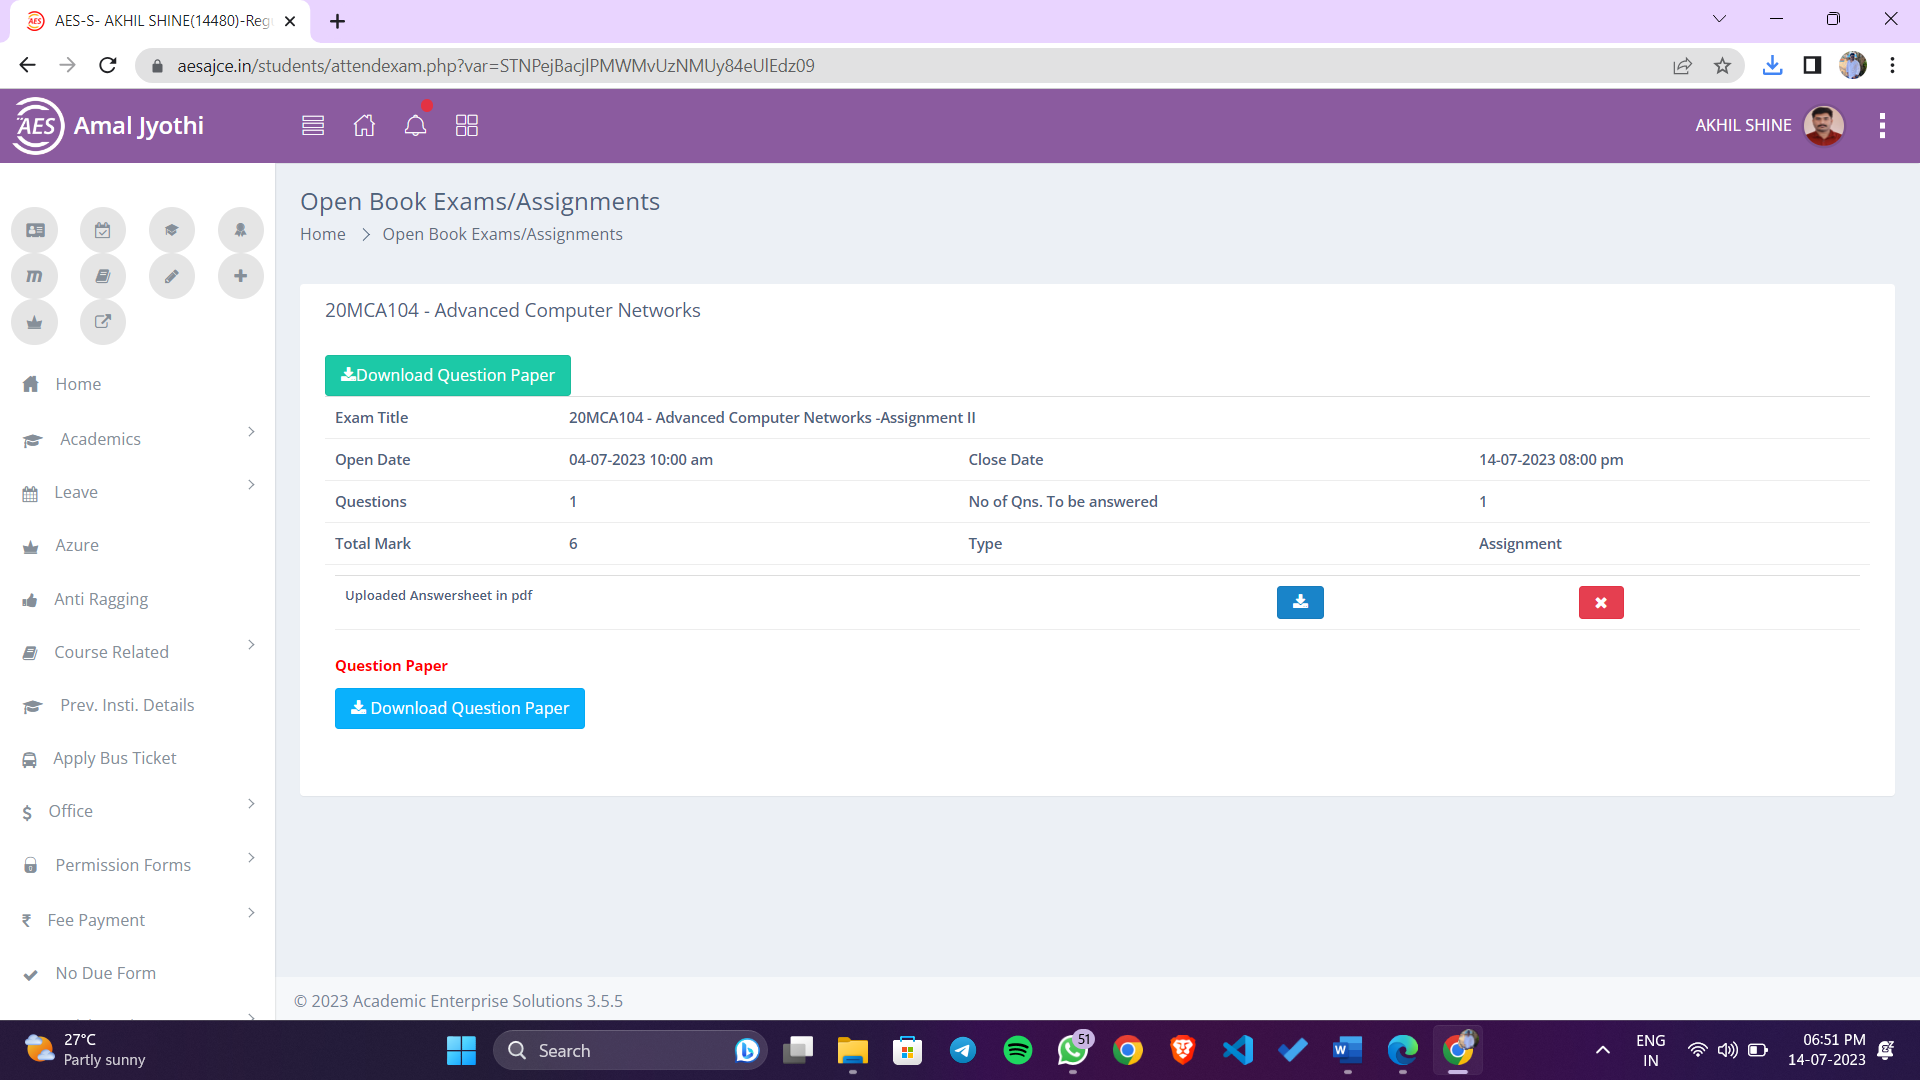 AES-S- AKHIL SHINE(14480)-Reg
aesajce.in/students/attendexam.php?var=STNPejBacjlPMWMvUzNMUy84eUlEdz09
AES Amal Jyothi
AKHIL SHINE
Open Book Exams/Assignments
Home > Open Book Exams/Assignments
20MCA104 - Advanced Computer Networks
Download Question Paper
Exam Title 20MCA104 - Advanced Computer Networks -Assignment II
Open Date 04-07-2023 10:00 am Close Date 14-07-2023 08:00 pm
Questions 1 No of Qns. To be answered 1
Total Mark 6 Type Assignment
Uploaded Answersheet in pdf
Question Paper
Download Question Paper
Home
Academics
Leave
Azure
Anti Ragging
Course Related
Prev. Insti. Details
Apply Bus Ticket
$ Office
Permission Forms
₹ Fee Payment
No Due Form
© 2023 Academic Enterprise Solutions 3.5.5
27°C
Partly sunny
Search
51
ENG
IN
06:51 PM
14-07-2023